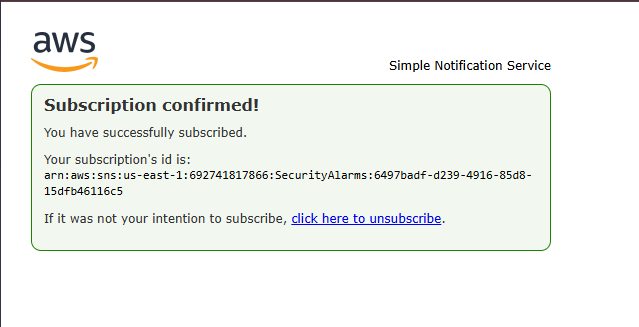 aws
Simple Notification Service
Subscription confirmed!
You have successfully subscribed.
Your subscription's id is:
arn:aws:sns:us-east-1:692741817866:SecurityAlarms:6497badf-d239-4916-85d8-
15dfb46116c5
If it was not your intention to subscribe, click here to unsubscribe.